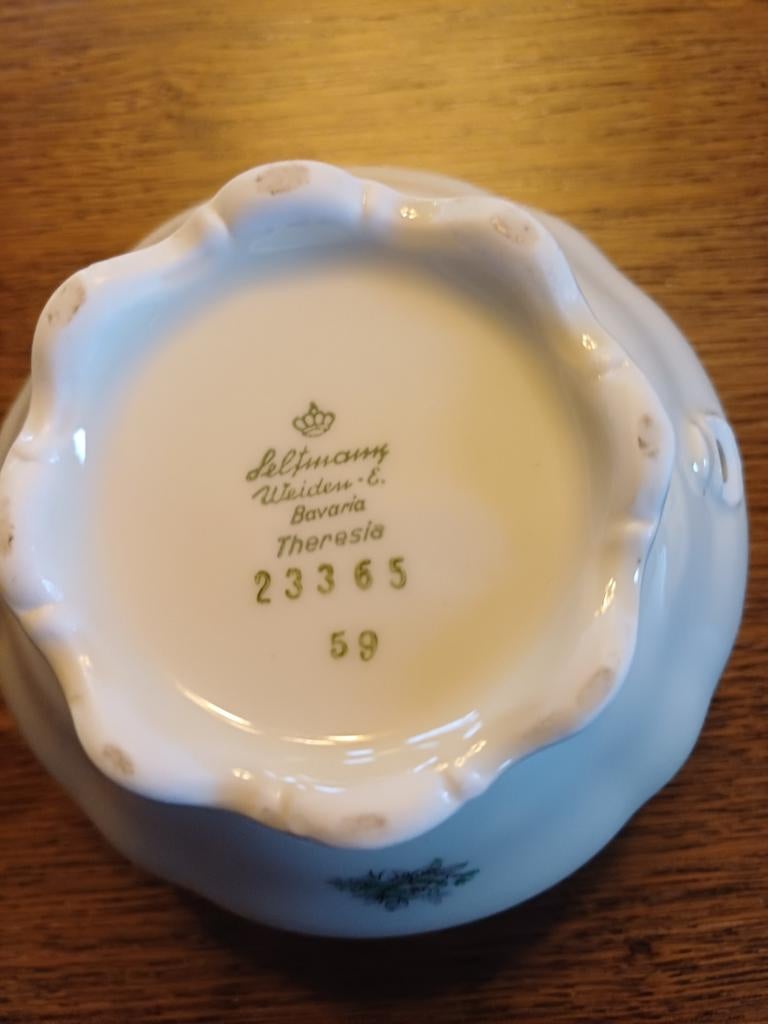 Seltmann
Weiden-E.
Bavaria
Theresia
23365
59